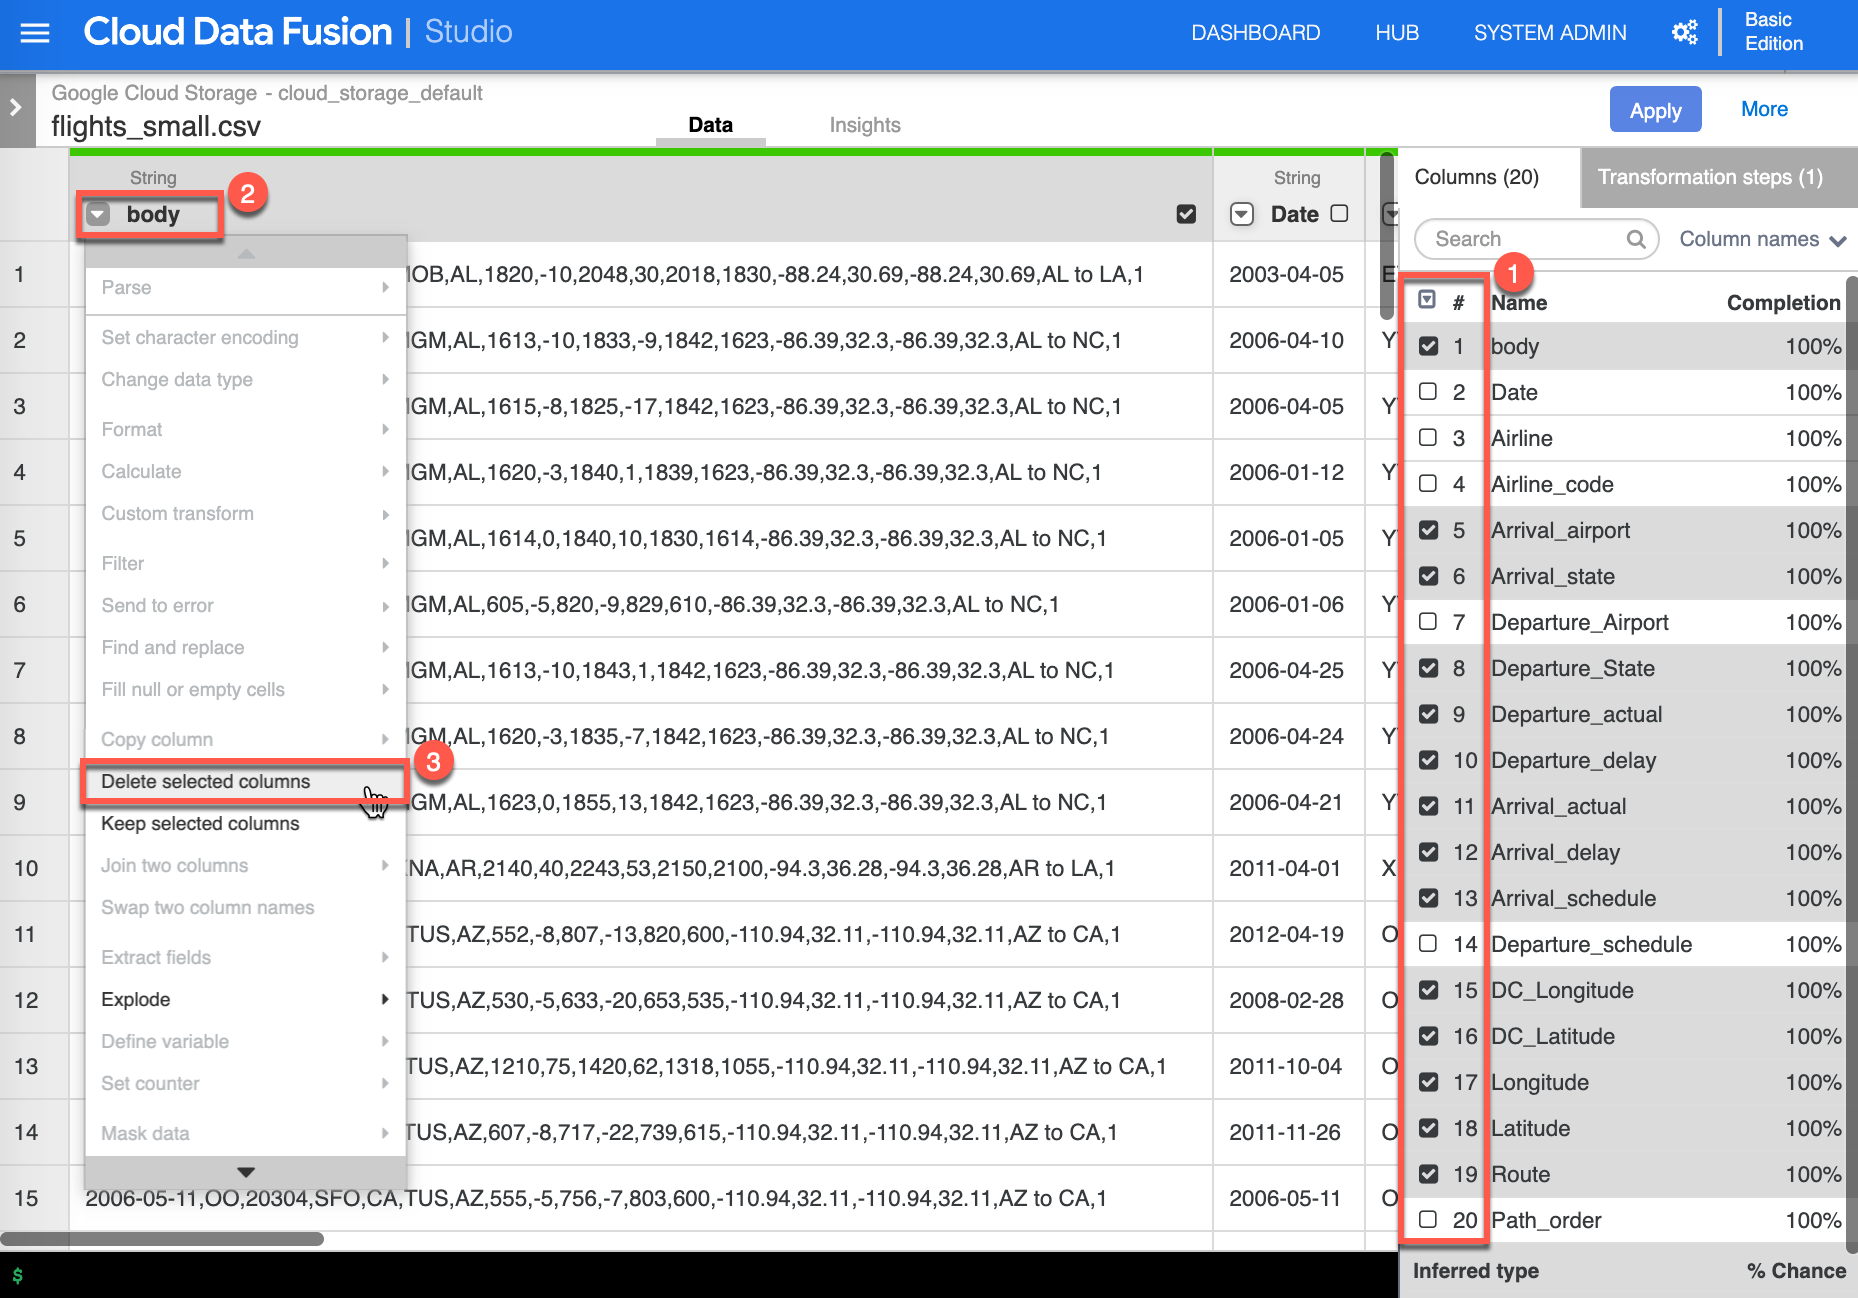 Cloud Data Fusion | Studio
DASHBOARD
HUB
SYSTEM ADMIN
Basic
Edition
Google Cloud Storage - cloud_storage_default
flights_small.csv
Data
Insights
Apply
More
String
body
2
String
Date
Parse
Set character encoding
Change data type
Format
Calculate
Custom transform
Filter
Send to error
Find and replace
Fill null or empty cells
Copy column
Delete selected columns
3
Keep selected columns
Join two columns
Swap two column names
Extract fields
Explode
Define variable
Set counter
Mask data
1 OB,AL,1820,-10,2048,30,2018,1830,-88.24,30.69,-88.24,30.69,AL to LA,1 2003-04-05 E
2 GM,AL,1613,-10,1833,-9,1842,1623,-86.39,32.3,-86.39,32.3,AL to NC,1 2006-04-10 Y
3 GM,AL,1615,-8,1825,-17,1842,1623,-86.39,32.3,-86.39,32.3,AL to NC,1 2006-04-05 Y
4 GM,AL,1620,-3,1840,1,1839,1623,-86.39,32.3,-86.39,32.3,AL to NC,1 2006-01-12 Y
5 GM,AL,1614,0,1840,10,1830,1614,-86.39,32.3,-86.39,32.3,AL to NC,1 2006-01-05 Y
6 GM,AL,605,-5,820,-9,829,610,-86.39,32.3,-86.39,32.3,AL to NC,1 2006-01-06 Y
7 GM,AL,1613,-10,1843,1,1842,1623,-86.39,32.3,-86.39,32.3,AL to NC,1 2006-04-25 Y
8 GM,AL,1620,-3,1835,-7,1842,1623,-86.39,32.3,-86.39,32.3,AL to NC,1 2006-04-24 Y
9 GM,AL,1623,0,1855,13,1842,1623,-86.39,32.3,-86.39,32.3,AL to NC,1 2006-04-21 Y
10 NA,AR,2140,40,2243,53,2150,2100,-94.3,36.28,-94.3,36.28,AR to LA,1 2011-04-01 X
11 TUS,AZ,552,-8,807,-13,820,600,-110.94,32.11,-110.94,32.11,AZ to CA,1 2012-04-19 O
12 TUS,AZ,530,-5,633,-20,653,535,-110.94,32.11,-110.94,32.11,AZ to CA,1 2008-02-28 O
13 TUS,AZ,1210,75,1420,62,1318,1055,-110.94,32.11,-110.94,32.11,AZ to CA,1 2011-10-04 O
14 TUS,AZ,607,-8,717,-22,739,615,-110.94,32.11,-110.94,32.11,AZ to CA,1 2011-11-26 O
15 2006-05-11,OO,20304,SFO,CA,TUS,AZ,555,-5,756,-7,803,600,-110.94,32.11,-110.94,32.11,AZ to CA,1 2006-05-11 O
$
Columns (20)
Transformation steps (1)
Search
Column names
1
# Name Completion
1 body 100%
2 Date 100%
3 Airline 100%
4 Airline_code 100%
5 Arrival_airport 100%
6 Arrival_state 100%
7 Departure_Airport 100%
8 Departure_State 100%
9 Departure_actual 100%
10 Departure_delay 100%
11 Arrival_actual 100%
12 Arrival_delay 100%
13 Arrival_schedule 100%
14 Departure_schedule 100%
15 DC_Longitude 100%
16 DC_Latitude 100%
17 Longitude 100%
18 Latitude 100%
19 Route 100%
20 Path_order 100%
Inferred type % Chance